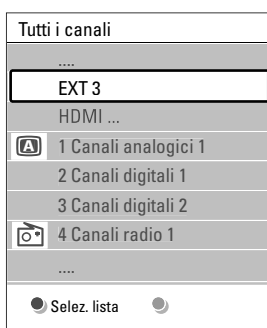 Tutti i canali
....
EXT 3
HDMI ...
A 1 Canali analogici 1
2 Canali digitali 1
3 Canali digitali 2
4 Canali radio 1
....
Selez. lista